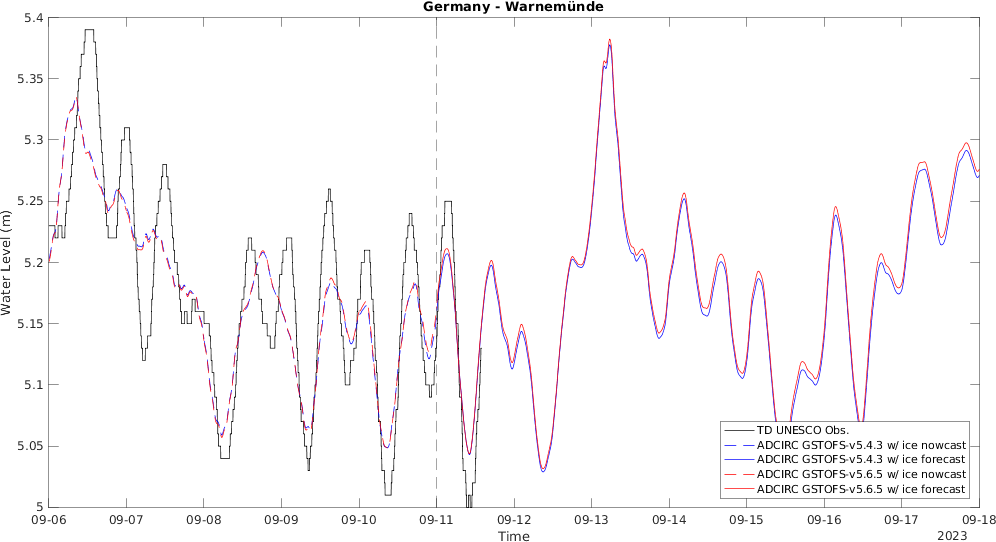 Germany - Warnemünde
5.4
5.35
5.3
5.25
5.2
5.15
5.1
5.05
5
Water Level (m)
09-06 09-07 09-08 09-09 09-10 09-11 09-12 09-13 09-14 09-15 09-16 09-17 09-18
Time
2023
TD UNESCO Obs.
ADCIRC GSTOFS-v5.4.3 w/ ice nowcast
ADCIRC GSTOFS-v5.4.3 w/ ice forecast
ADCIRC GSTOFS-v5.6.5 w/ ice nowcast
ADCIRC GSTOFS-v5.6.5 w/ ice forecast